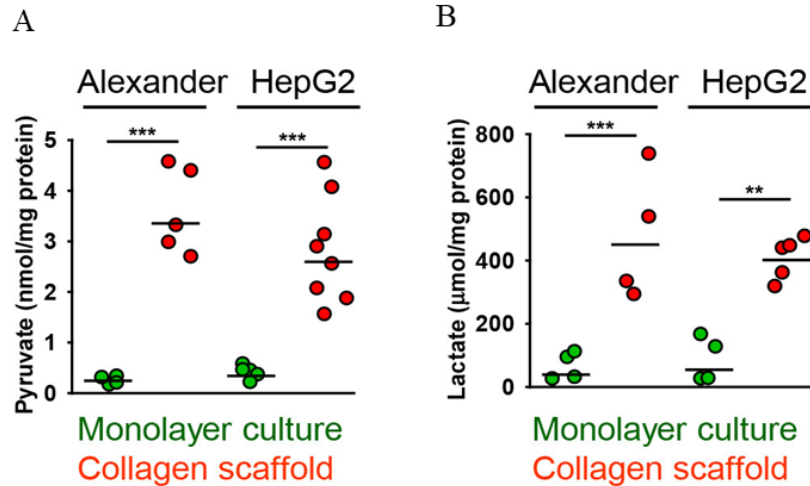 A
Alexander HepG2
***
***
Pyruvate (nmol/mg protein)
5
4
3
2
1
0
Monolayer culture
Collagen scaffold
B
Alexander HepG2
***
**
Lactate (μmol/mg protein)
800
600
400
200
0
Monolayer culture
Collagen scaffold